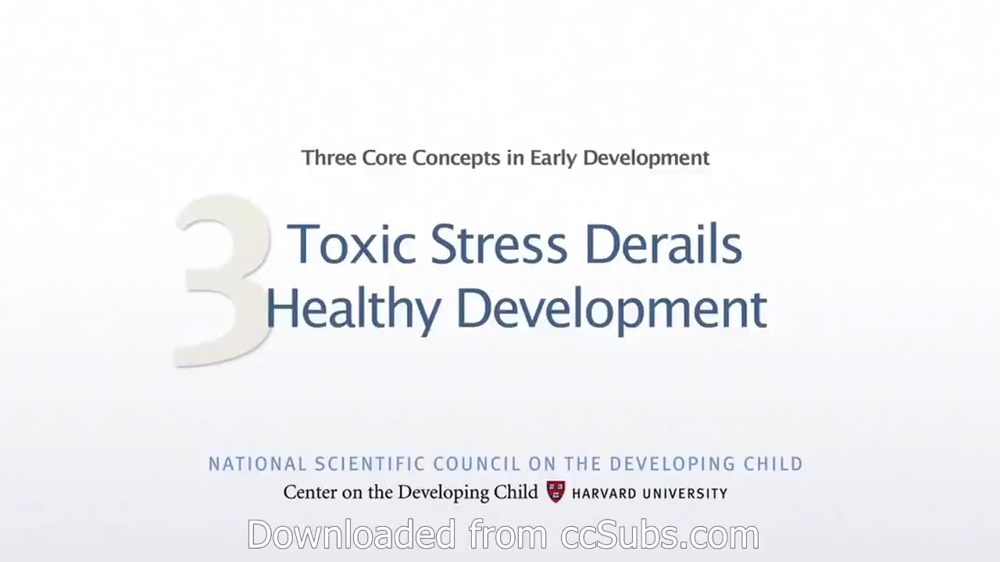 Three Core Concepts in Early Development
3 Toxic Stress Derails
Healthy Development
NATIONAL SCIENTIFIC COUNCIL ON THE DEVELOPING CHILD
Center on the Developing Child HARVARD UNIVERSITY
Downloaded from ccSubs.com